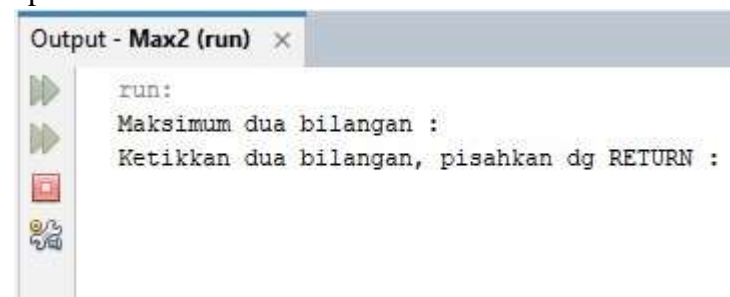 Output - Max2 (run) ×
run:
Maksimum dua bilangan :
Ketikkan dua bilangan, pisahkan dg RETURN :